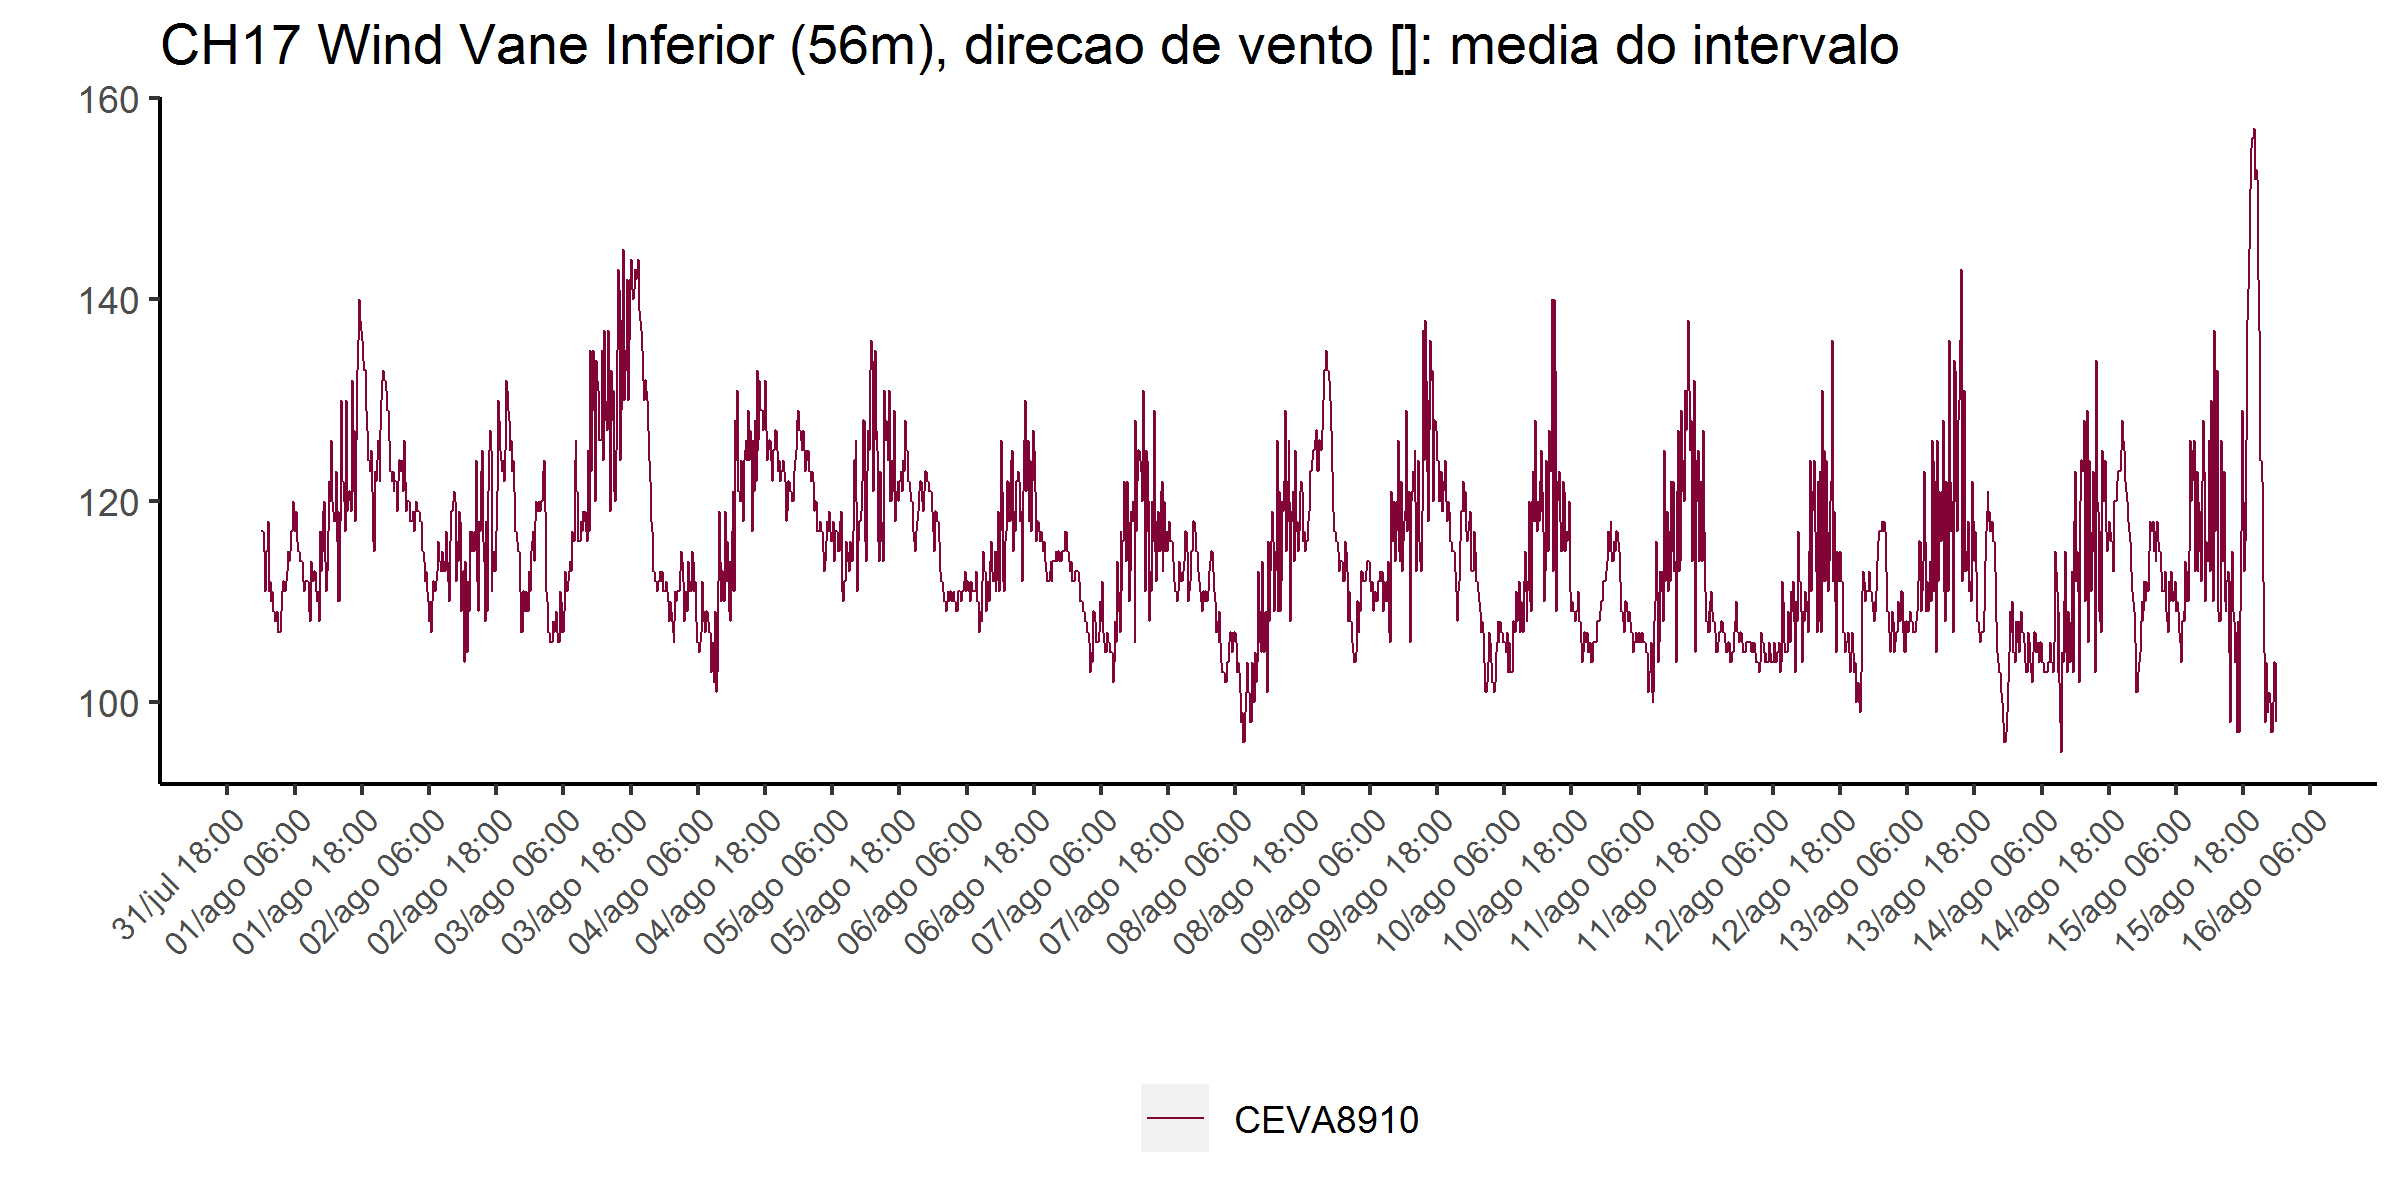 CH17 Wind Vane Inferior (56m), direcao de vento []: media do intervalo
160
140
120
100
31/jul 18:00
01/ago 06:00
01/ago 18:00
02/ago 06:00
02/ago 18:00
03/ago 06:00
03/ago 18:00
04/ago 06:00
04/ago 18:00
05/ago 06:00
05/ago 18:00
06/ago 06:00
06/ago 18:00
07/ago 06:00
07/ago 18:00
08/ago 06:00
08/ago 18:00
09/ago 06:00
09/ago 18:00
10/ago 06:00
10/ago 18:00
11/ago 06:00
11/ago 18:00
12/ago 06:00
12/ago 18:00
13/ago 06:00
13/ago 18:00
14/ago 06:00
14/ago 18:00
15/ago 06:00
15/ago 18:00
16/ago 06:00
CEVA8910